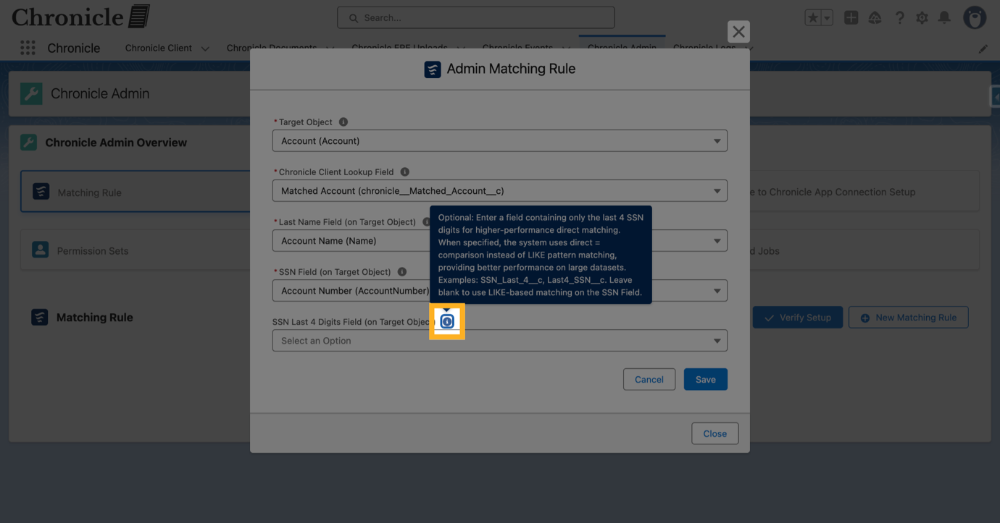 Chronicle
Search...
Chronicle
Chronicle Client
Chronicle Documents
Chronicle ERE Uploads
Chronicle Events
Chronicle Admin
Chronicle Logs
Admin Matching Rule
Chronicle Admin
* Target Object
Account (Account)
Chronicle Admin Overview
* Chronicle Client Lookup Field
Matched Account (chronicle__Matched_Account__c)
Matching Rule
e to Chronicle App Connection Setup
* Last Name Field (on Target Object)
Account Name (Name)
Optional: Enter a field containing only the last 4 SSN
digits for higher-performance direct matching.
When specified, the system uses direct =
comparison instead of LIKE pattern matching,
providing better performance on large datasets.
Examples: SSN_Last_4__c, Last4_SSN__c. Leave
blank to use LIKE-based matching on the SSN Field.
Permission Sets
d Jobs
* SSN Field (on Target Object)
Account Number (AccountNumber)
Matching Rule
SSN Last 4 Digits Field (on Target Objec
Select an Option
Verify Setup
New Matching Rule
Cancel
Save
Close